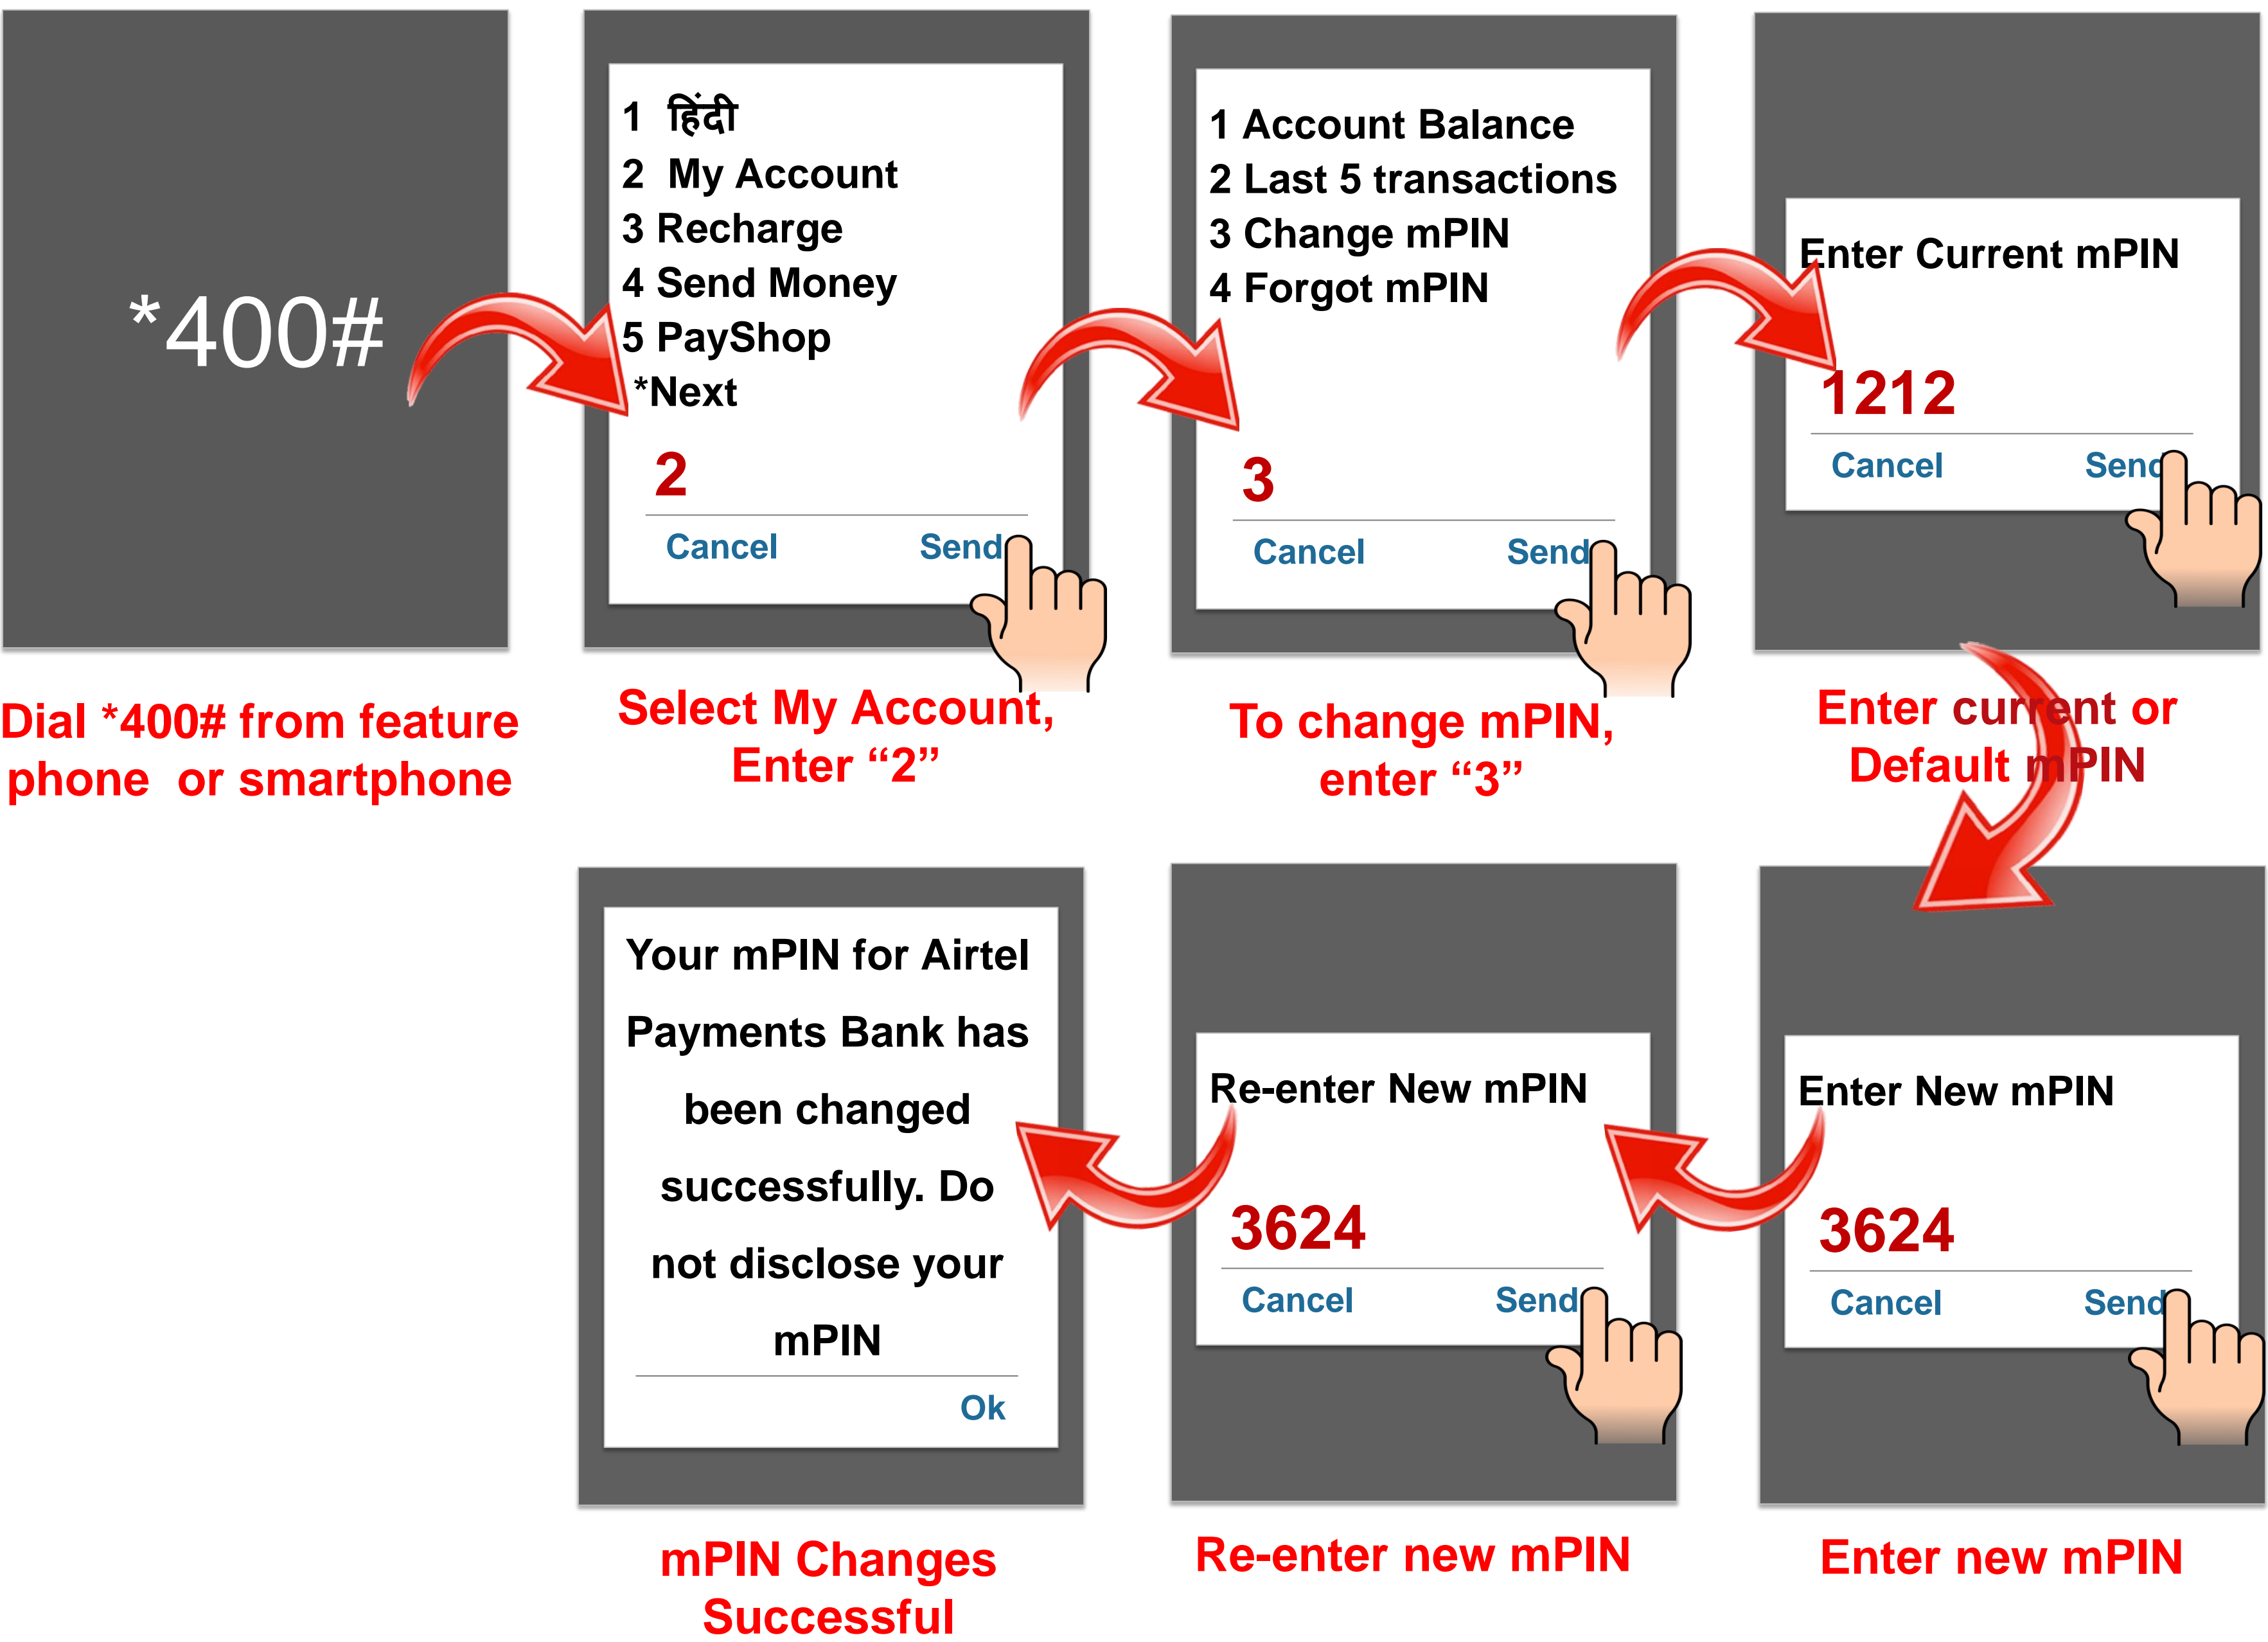 *400#
Dial *400# from feature
phone  or smartphone
1  हिंदी
2  My Account
3 Recharge
4 Send Money
5 PayShop
*Next
2
Cancel Send
Select My Account,
Enter “2”
1 Account Balance
2 Last 5 transactions
3 Change mPIN
4 Forgot mPIN
3
Cancel Send
To change mPIN,
enter “3”
Enter Current mPIN
1212
Cancel Send
Enter current or
Default mPIN
Enter New mPIN
3624
Cancel Send
Enter new mPIN
Re-enter New mPIN
3624
Cancel Send
Re-enter new mPIN
Your mPIN for Airtel
Payments Bank has
been changed
successfully. Do
not disclose your
mPIN
Ok
mPIN Changes
Successful